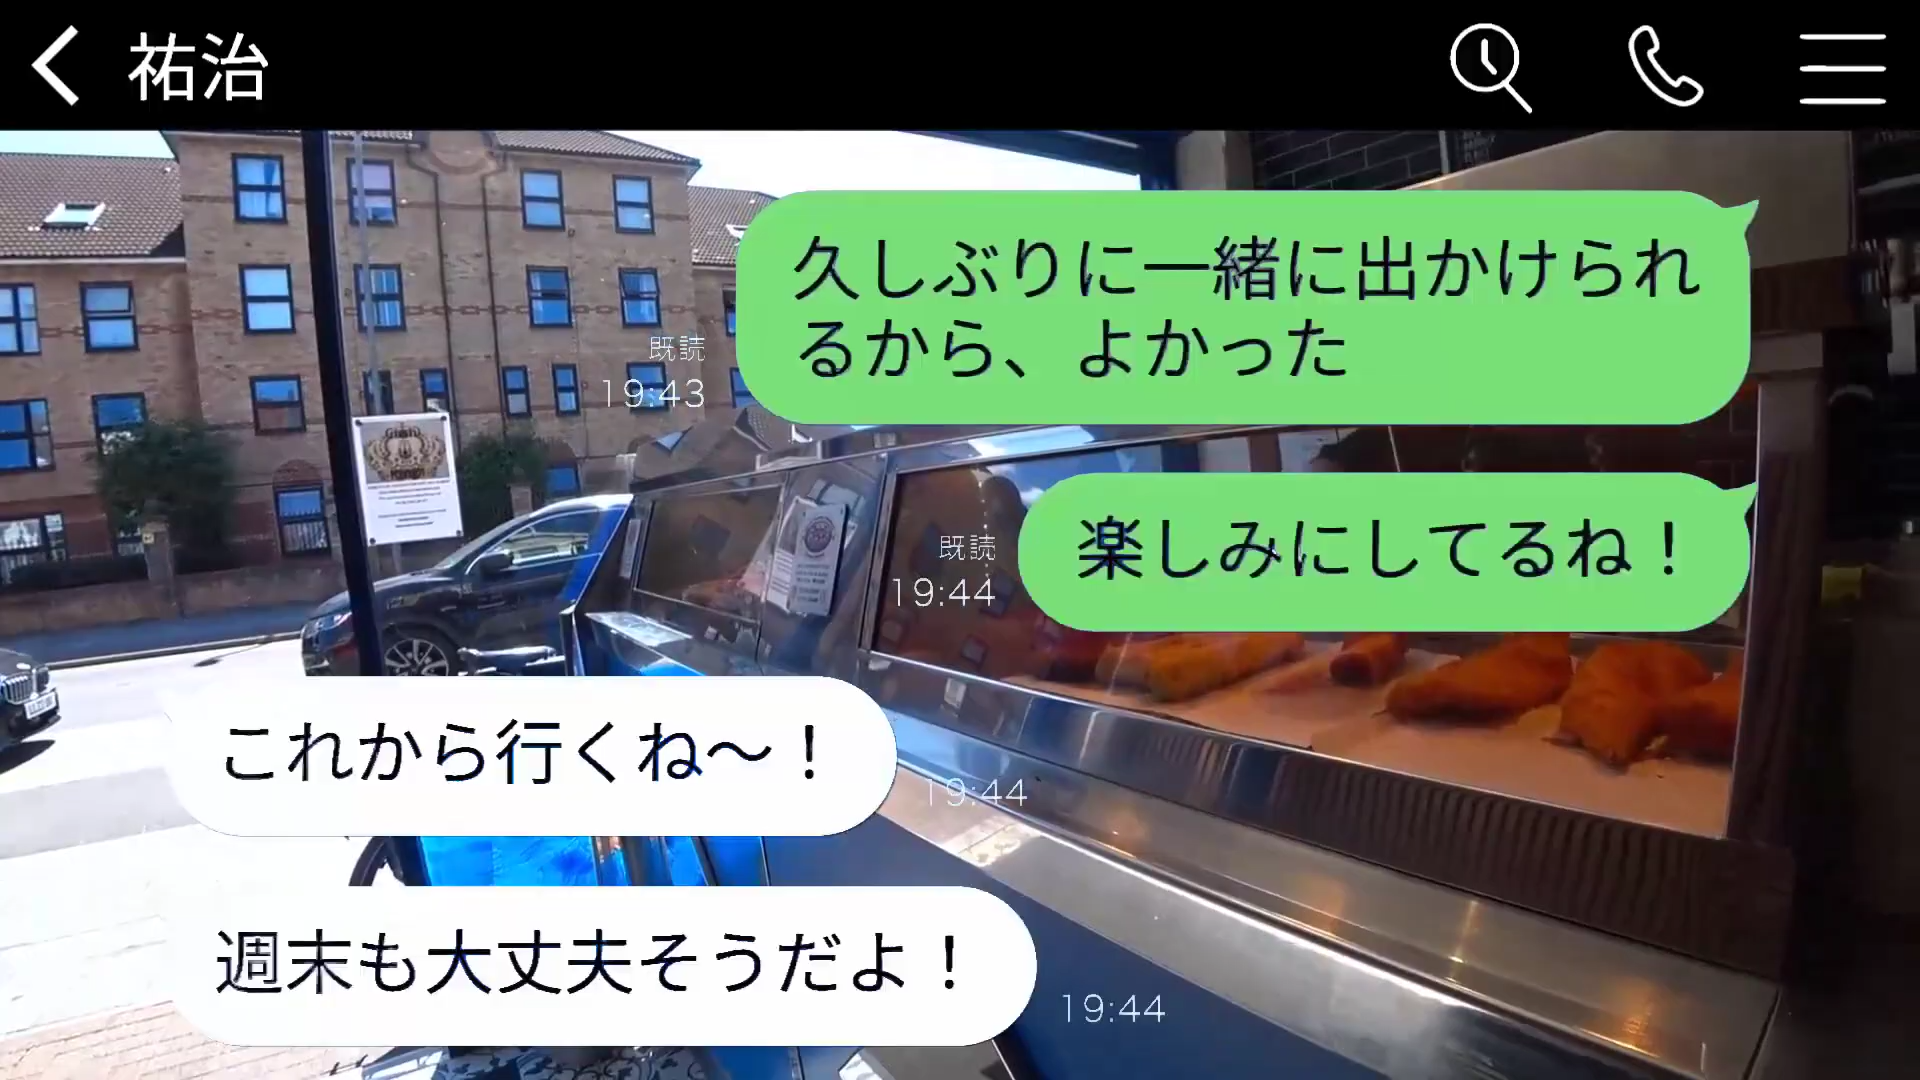 祐治
久しぶりに一緒に出かけられ
るから、よかった
既読
19:43
楽しみにしてるね！
既読
19:44
これから行くね〜！
19:44
週末も大丈夫そうだよ！
19:44